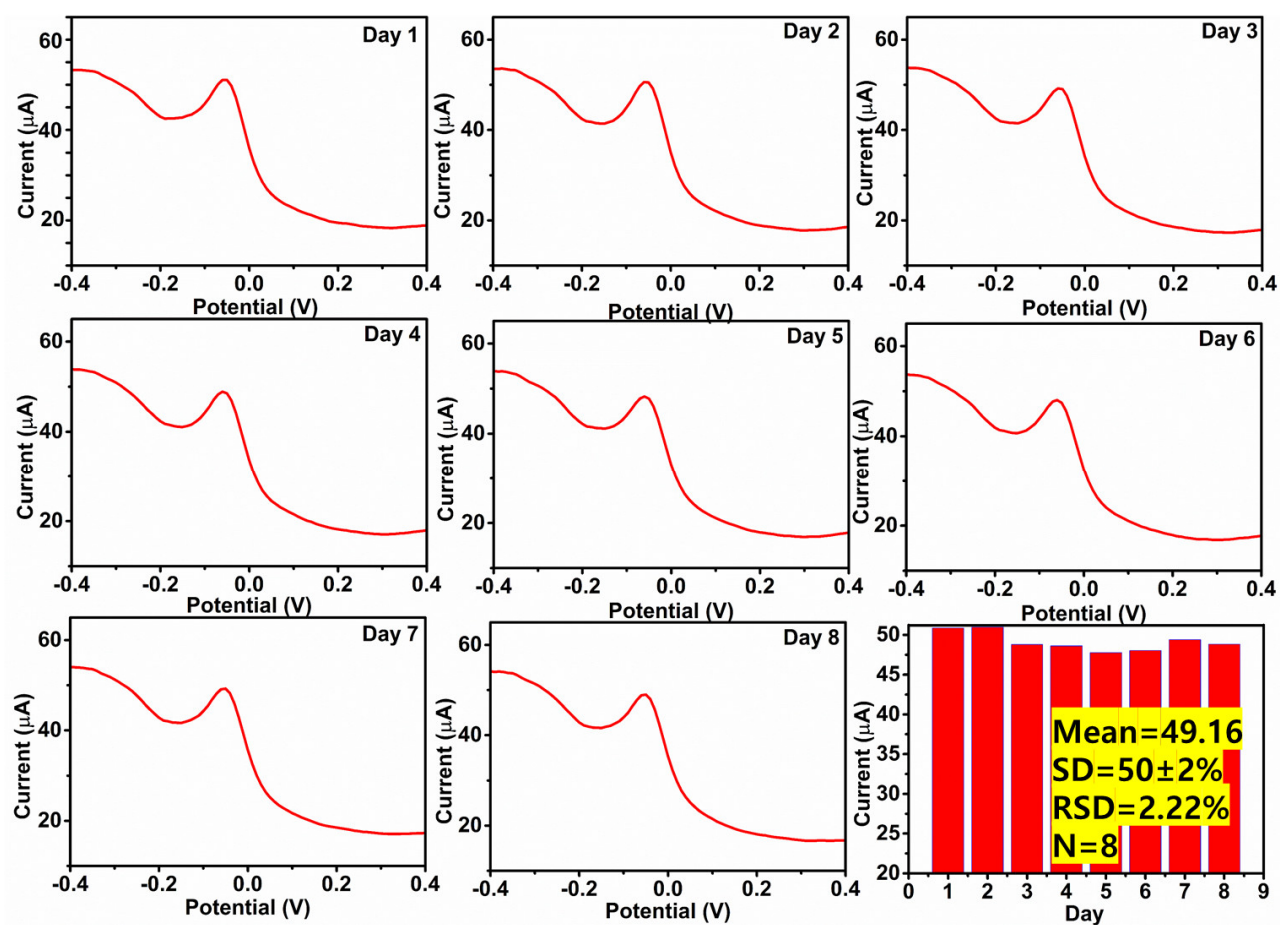 Day 1
Current (µA)
60
40
20
-0.4 -0.2 0.0 0.2 0.4
Potential (V)
Day 2
Current (µA)
60
40
20
-0.4 -0.2 0.0 0.2 0.4
Potential (V)
Day 3
Current (µA)
60
40
20
-0.4 -0.2 0.0 0.2 0.4
Potential (V)
Day 4
Current (µA)
60
40
20
-0.4 -0.2 0.0 0.2 0.4
Potential (V)
Day 5
Current (µA)
60
40
20
-0.4 -0.2 0.0 0.2 0.4
Potential (V)
Day 6
Current (µA)
60
40
20
-0.4 -0.2 0.0 0.2 0.4
Potential (V)
Day 7
Current (µA)
60
40
20
-0.4 -0.2 0.0 0.2 0.4
Potential (V)
Day 8
Current (µA)
60
40
20
-0.4 -0.2 0.0 0.2 0.4
Potential (V)
Current (µA)
50
45
50
35
30
25
20
Mean=49.16
SD=50±2%
RSD=2.22%
N=8
0 1 2 3 4 5 6 7 8 9
Day